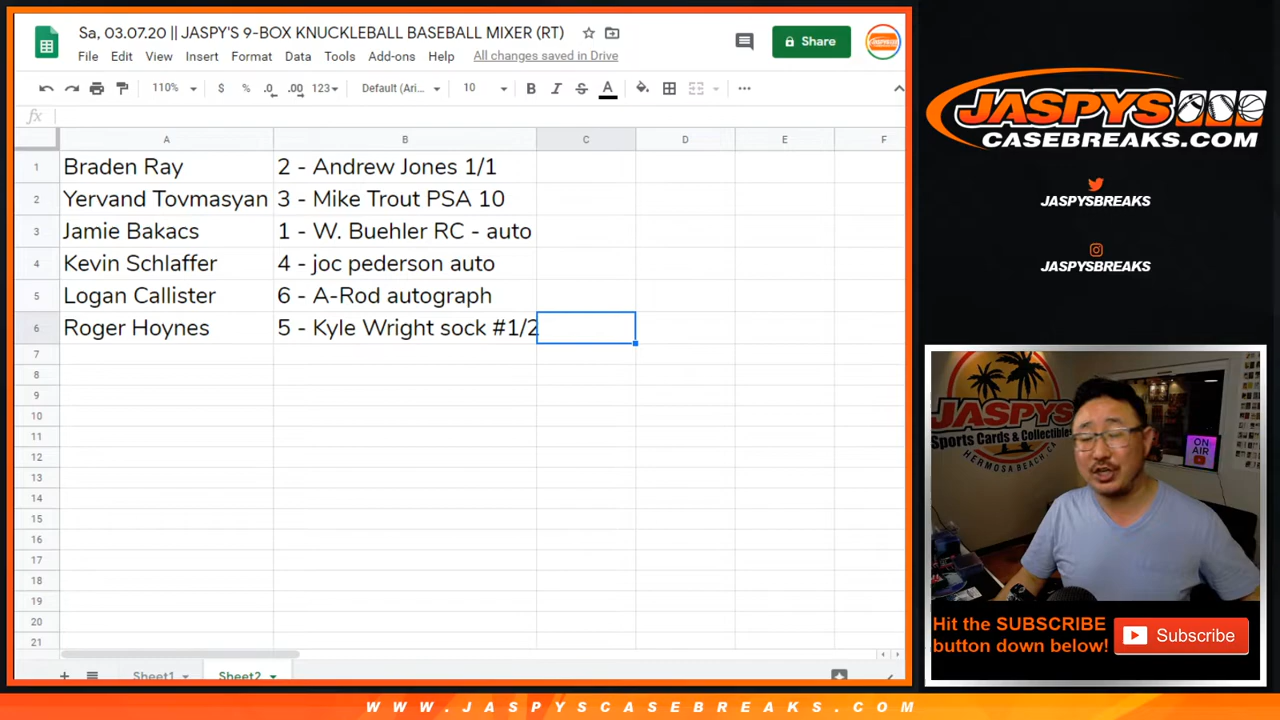 Sa, 03.07.20 || JASPY'S 9-BOX KNUCKLEBALL BASEBALL MIXER (RT)
File Edit View Insert Format Data Tools Add-ons Help All changes saved in Drive
Share
110% $ % .0 .00 123 Default (Ari... 10 B I S A
fx
A B C D E F
1 Braden Ray 2 - Andrew Jones 1/1
2 Yervand Tovmasyan 3 - Mike Trout PSA 10
3 Jamie Bakacs 1 - W. Buehler RC - auto
4 Kevin Schlaffer 4 - joc pederson auto
5 Logan Callister 6 - A-Rod autograph
6 Roger Hoynes 5 - Kyle Wright sock #1/2
7
8
9
10
11
12
13
14
15
16
17
18
19
20
21
Sheet1 Sheet2
JASPYS
CASEBREAKS.COM
JASPYSBREAKS
JASPYSBREAKS
JASPYS
Sports Cards & Collectibles
HERMOSA BEACH, CA
ON
AIR
Hit the SUBSCRIBE
button down below!
Subscribe
WWW.JASPYSCASEBREAKS.COM